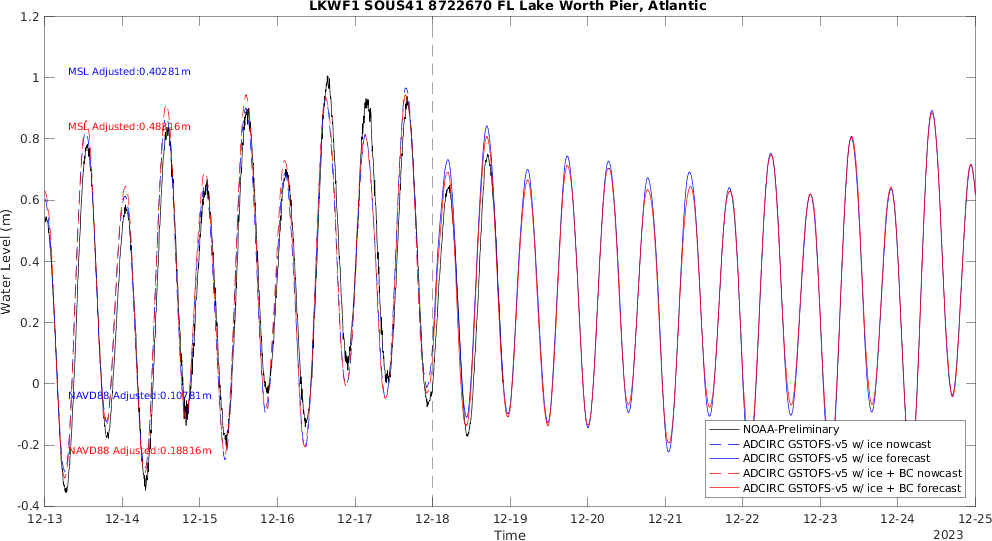 LKWF1 SOUS41 8722670 FL Lake Worth Pier, Atlantic
1.2
1
0.8
0.6
0.4
0.2
0
-0.2
-0.4
Water Level (m)
MSL Adjusted:0.40281m
MSL Adjusted:0.48316m
NAVD88 Adjusted:0.10781m
NAVD88 Adjusted:0.18816m
NOAA-Preliminary
ADCIRC GSTOFS-v5 w/ ice nowcast
ADCIRC GSTOFS-v5 w/ ice forecast
ADCIRC GSTOFS-v5 w/ ice + BC nowcast
ADCIRC GSTOFS-v5 w/ ice + BC forecast
12-13 12-14 12-15 12-16 12-17 12-18 12-19 12-20 12-21 12-22 12-23 12-24 12-25
Time
2023